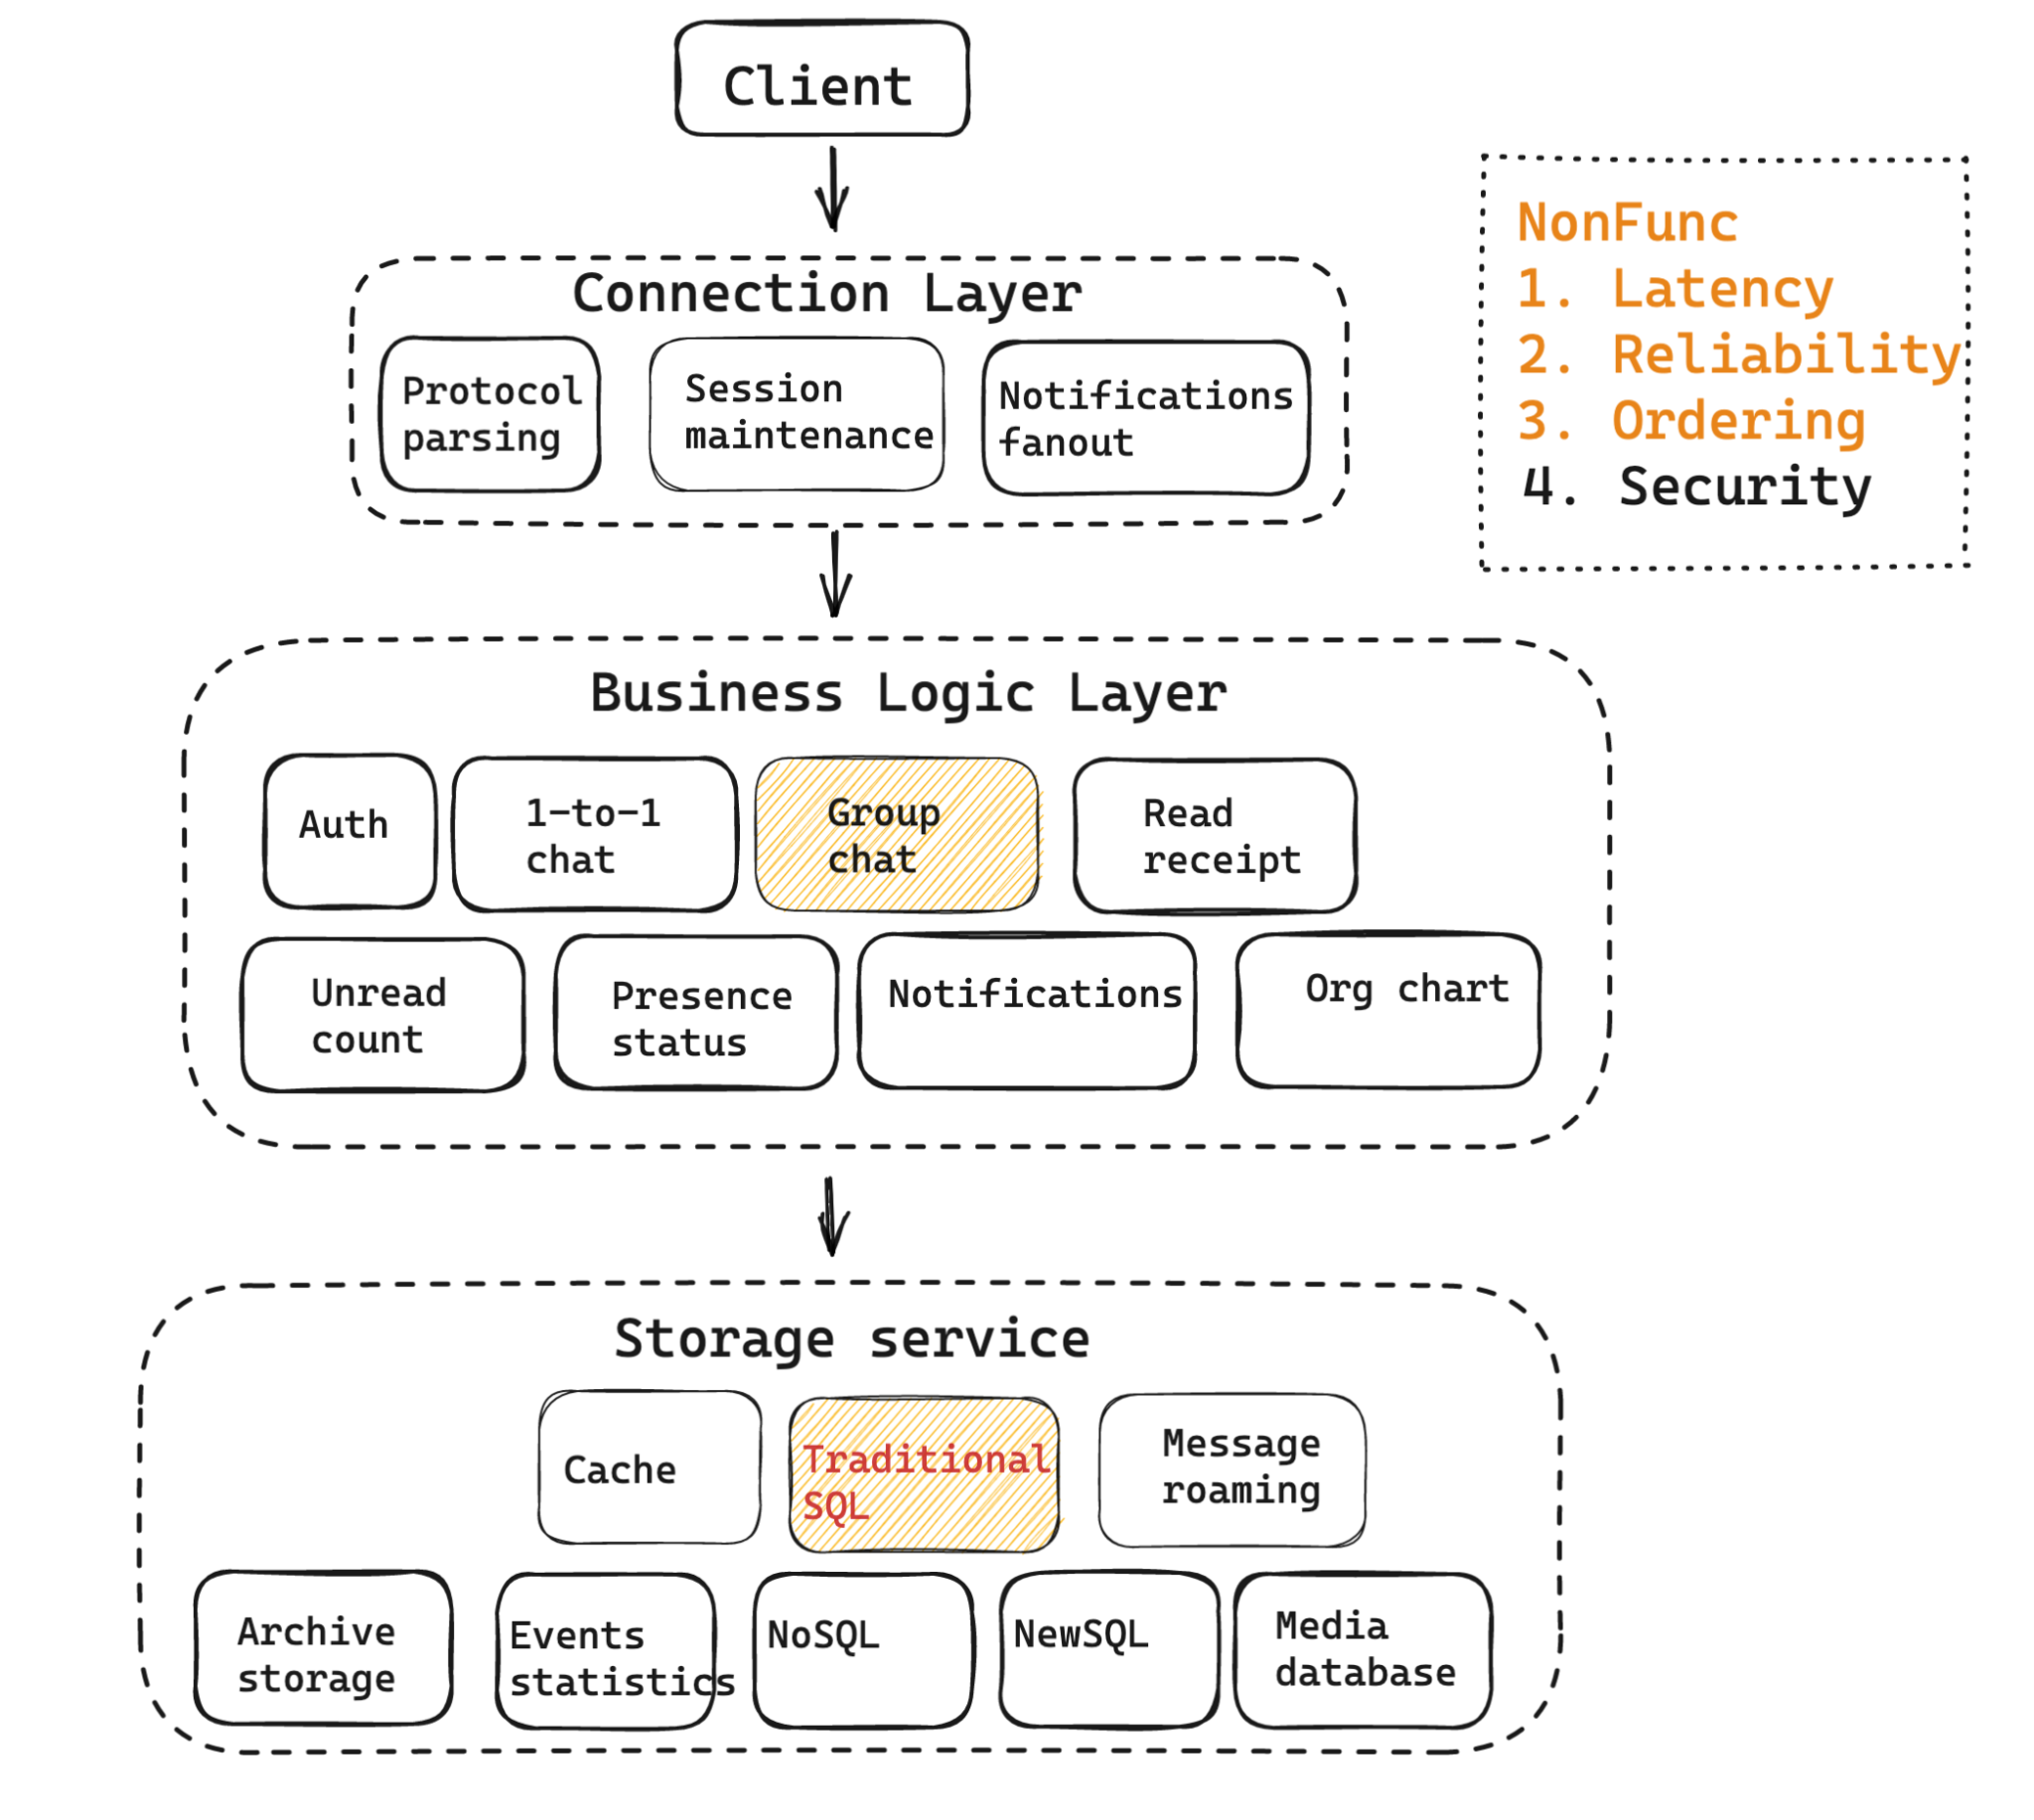 Client
Connection Layer
Protocol
parsing
Session
maintenance
Notifications
fanout
NonFunc
1. Latency
2. Reliability
3. Ordering
4. Security
Business Logic Layer
Auth
1-to-1
chat
Group
chat
Read
receipt
Unread
count
Presence
status
Notifications
Org chart
Storage service
Cache
Traditional
SQL
Message
roaming
Archive
storage
Events
statistics
NoSQL
NewSQL
Media
database